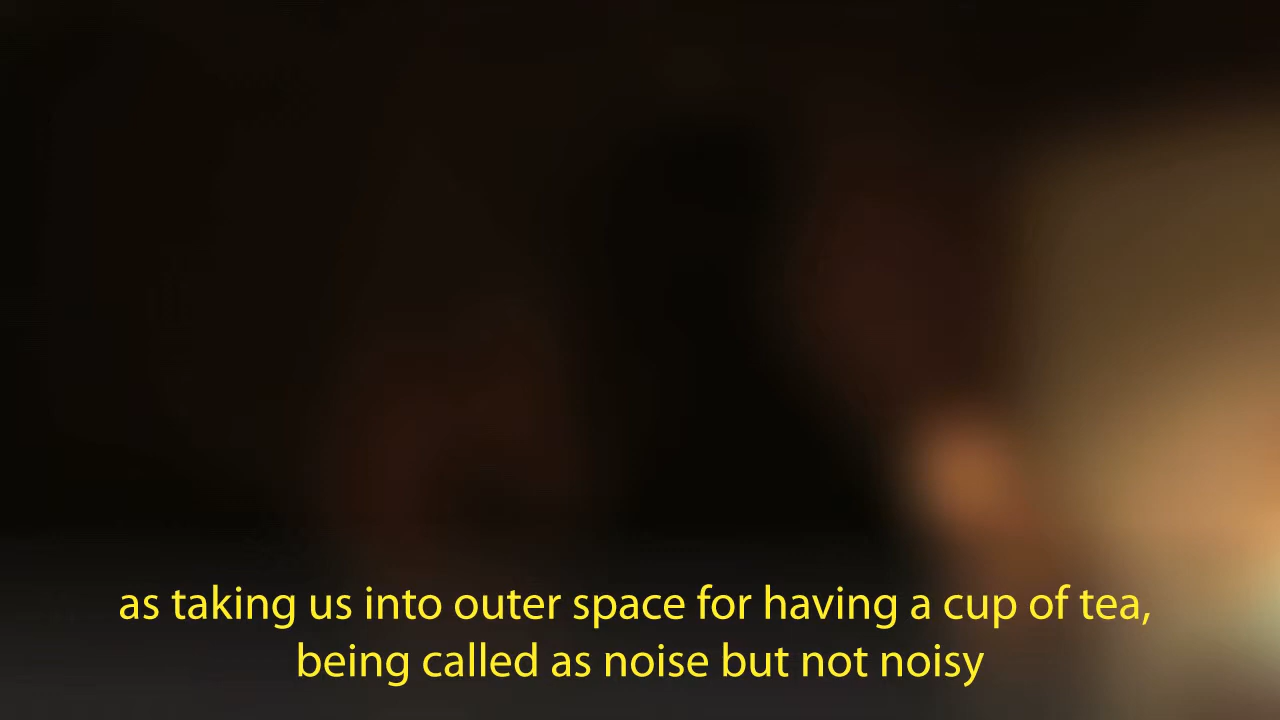 as taking us into outer space for having a cup of tea,
being called as noise but not noisy